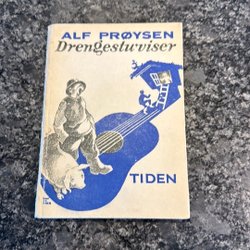 ALF PRØYSEN
Drengestuviser
TIDEN